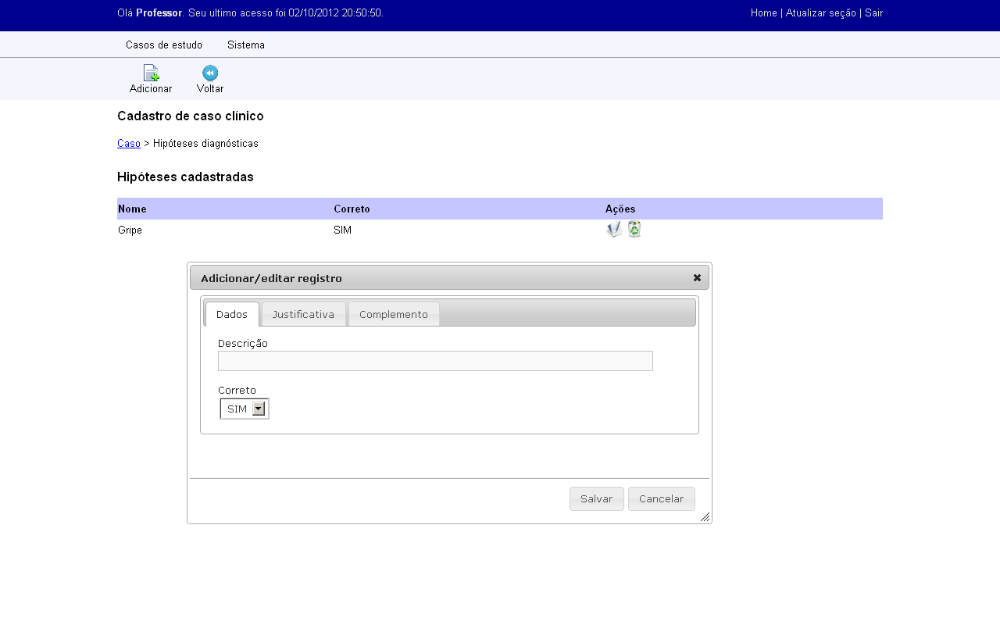 Olá Professor. Seu ultimo acesso foi 02/10/2012 20:50:50.
Home | Atualizar seção | Sair
Casos de estudo Sistema
Adicionar Voltar
Cadastro de caso clínico
Caso > Hipóteses diagnósticas
Hipóteses cadastradas
Nome Correto Ações
Gripe SIM
Adicionar/editar registro
Dados Justificativa Complemento
Descrição
Correto
SIM
Salvar Cancelar